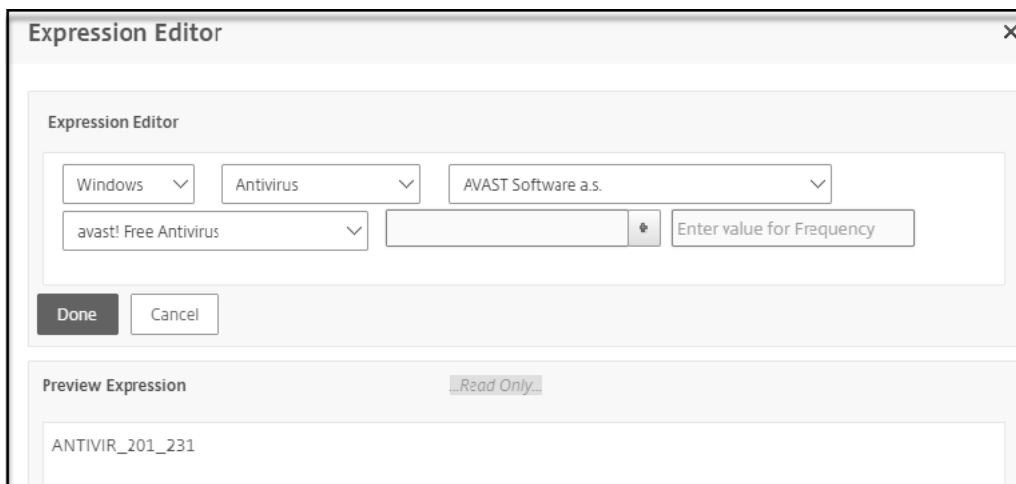 Expression Editor
Expression Editor
Windows Antivirus AVAST Software a.s.
avast! Free Antivirus Enter value for Frequency
Done Cancel
Preview Expression ...Read Only...
ANTIVIR_201_231